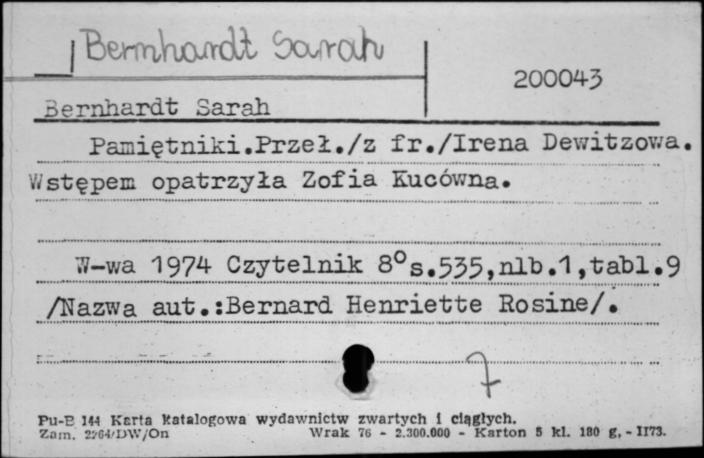 Bernhardt Sarah
200043
Bernhardt Sarah
Pamiętniki.Przeł./z fr./Irena Dewitzowa.
Wstępem opatrzyła Zofia Kucówna.
W-wa 1974 Czytelnik 8° s.535,nlb.1,tabl.9
/Nazwa aut.:Bernard Henriette Rosine/.
7
Pu-B 144 Karta katalogowa wydawnictw zwartych i ciągłych.
Zam. 2264/DW/On Wrak 76 - 2.300.000 - Karton 5 kl. 180 g. - II73.